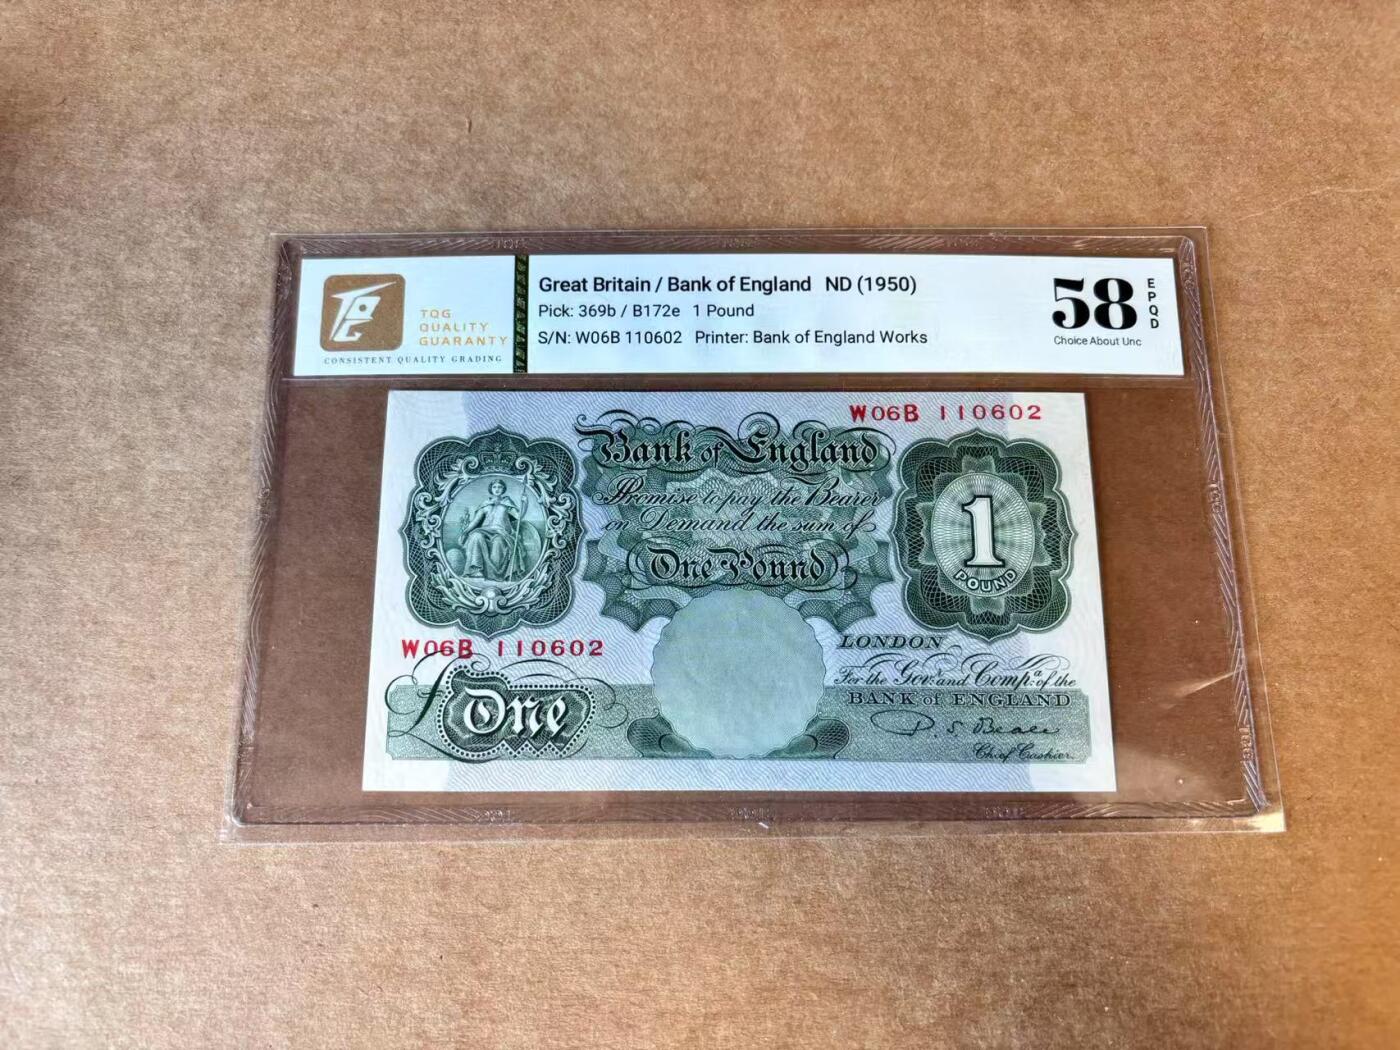 TQG
QUALITY
GUARANTY
CONSISTENT QUALITY GRADING
Great Britain / Bank of England ND (1950)
Pick: 369b / B172e 1 Pound
S/N: W06B 110602 Printer: Bank of England Works
58
EPQD
Choice About Unc
W06B 110602
Bank of England
Promise to pay the Bearer
on Demand the sum of
One Pound
1
POUND
W06B 110602
LONDON
For the Govr. and Compa. of the
BANK of ENGLAND
£ One
P. S. Beale
Chief Cashier.